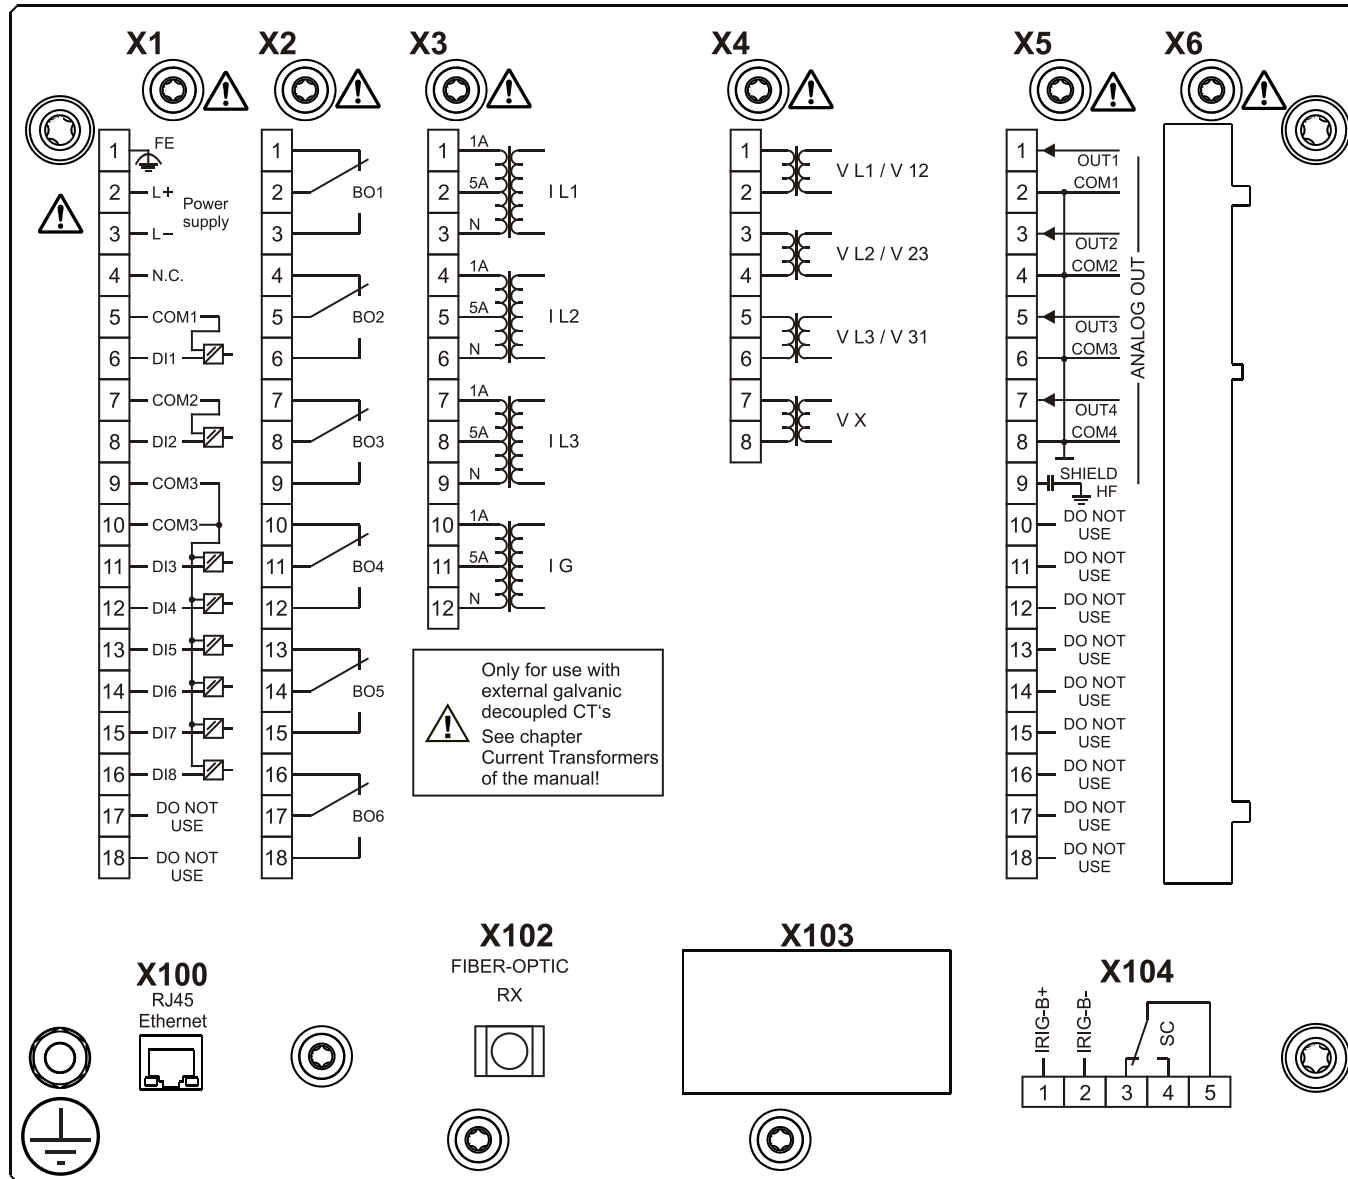 X1
1
FE
2
L+
Power
supply
3
L−
4
N.C.
5
COM1
6
DI1
7
COM2
8
DI2
9
COM3
10
COM3
11
DI3
12
DI4
13
DI5
14
DI6
15
DI7
16
DI8
17
DO NOT
USE
18
DO NOT
USE
X2
1
2
BO1
3
4
5
BO2
6
7
8
BO3
9
10
11
BO4
12
13
14
BO5
15
16
17
BO6
18
X3
1
1A
2
5A
I L1
3
N
4
1A
5
5A
I L2
6
N
7
1A
8
5A
I L3
9
N
10
1A
11
5A
I G
12
N
Only for use with
external galvanic
decoupled CT‘s
See chapter
Current Transformers
of the manual!
X4
1
V L1 / V 12
2
3
V L2 / V 23
4
5
V L3 / V 31
6
7
V X
8
X5
1
OUT1
2
COM1
3
OUT2
4
COM2
5
OUT3
6
COM3
7
OUT4
8
COM4
ANALOG OUT
9
SHIELD
HF
10
DO NOT
USE
11
DO NOT
USE
12
DO NOT
USE
13
DO NOT
USE
14
DO NOT
USE
15
DO NOT
USE
16
DO NOT
USE
17
DO NOT
USE
18
DO NOT
USE
X6
X100
RJ45
Ethernet
X102
FIBER-OPTIC
RX
X103
X104
IRIG-B+
IRIG-B-
SC
1 2 3 4 5